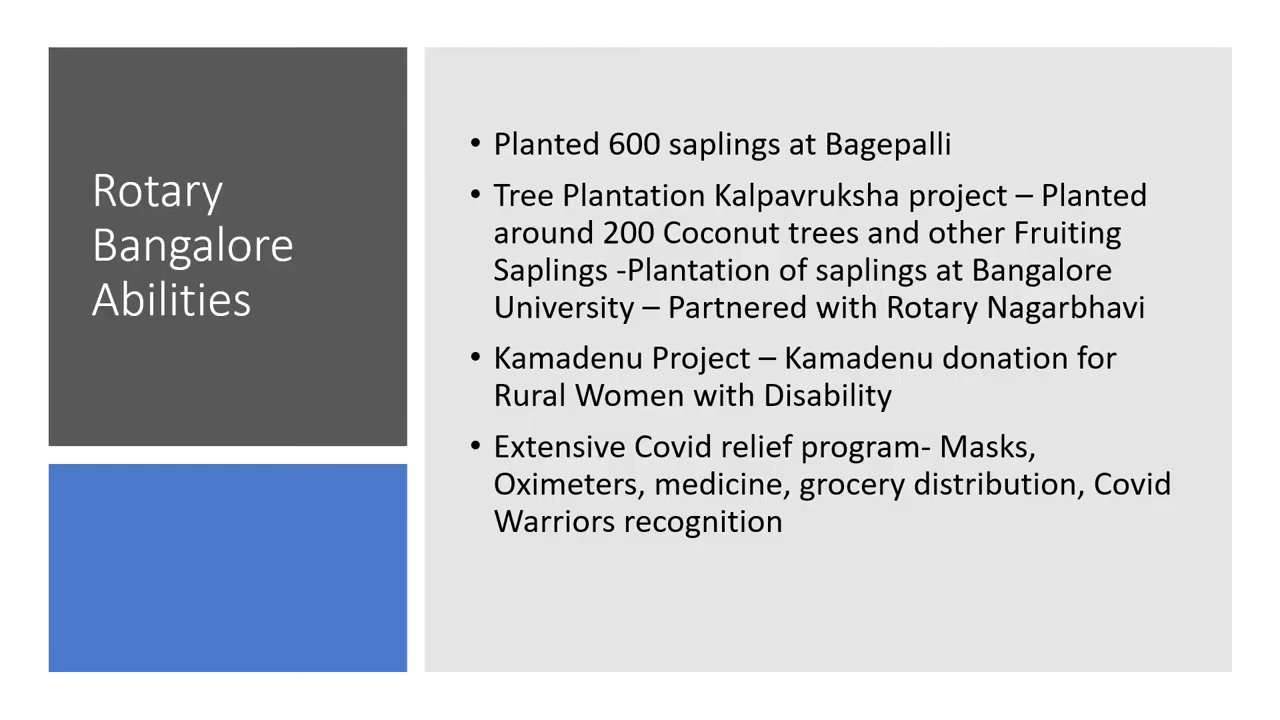 Rotary
Bangalore
Abilities
• Planted 600 saplings at Bagepalli
• Tree Plantation Kalpavruksha project – Planted
around 200 Coconut trees and other Fruiting
Saplings -Plantation of saplings at Bangalore
University – Partnered with Rotary Nagarbhavi
• Kamadenu Project – Kamadenu donation for
Rural Women with Disability
• Extensive Covid relief program- Masks,
Oximeters, medicine, grocery distribution, Covid
Warriors recognition